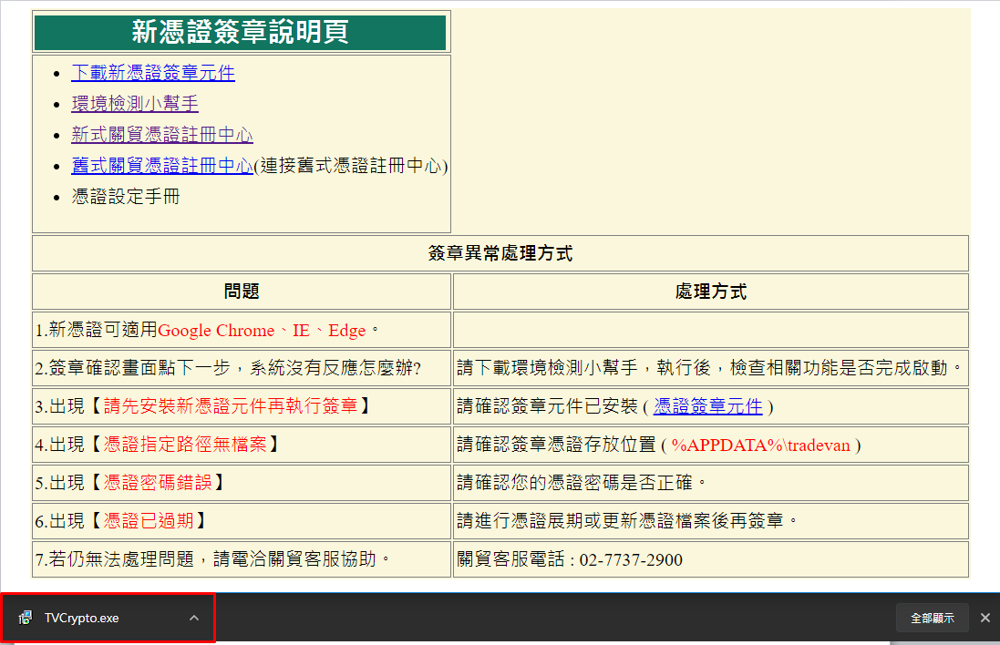 新憑證簽章說明頁
下載新憑證簽章元件
環境檢測小幫手
新式關貿憑證註冊中心
舊式關貿憑證註冊中心(連接舊式憑證註冊中心)
憑證設定手冊
簽章異常處理方式
問題 處理方式
1.新憑證可適用Google Chrome、IE、Edge。
2.簽章確認畫面點下一步，系統沒有反應怎麼辦? 請下載環境檢測小幫手，執行後，檢查相關功能是否完成啟動。
3.出現【請先安裝新憑證元件再執行簽章】 請確認簽章元件已安裝 ( 憑證簽章元件 )
4.出現【憑證指定路徑無檔案】 請確認簽章憑證存放位置 ( %APPDATA%\tradevan )
5.出現【憑證密碼錯誤】 請確認您的憑證密碼是否正確。
6.出現【憑證已過期】 請進行憑證展期或更新憑證檔案後再簽章。
7.若仍無法處理問題，請電洽關貿客服協助。 關貿客服電話 : 02-7737-2900
TVCrypto.exe 全部顯示